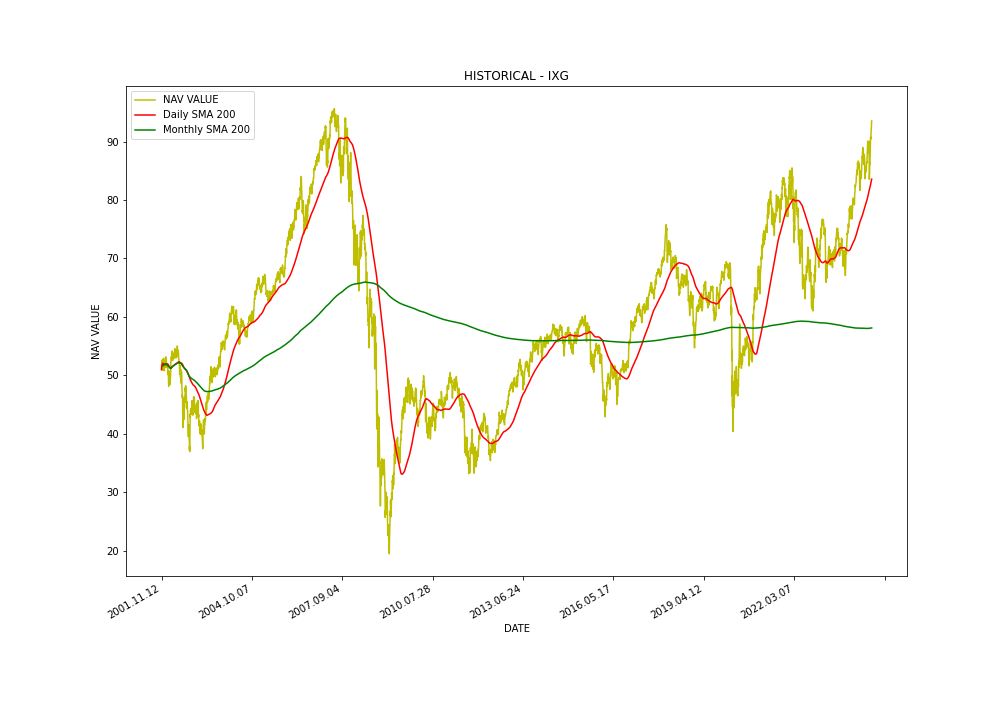 HISTORICAL - IXG
NAV VALUE
Daily SMA 200
Monthly SMA 200
90
80
70
60
50
40
30
20
NAV VALUE
2001.11.12
2004.10.07
2007.09.04
2010.07.28
2013.06.24
2016.05.17
2019.04.12
2022.03.07
DATE